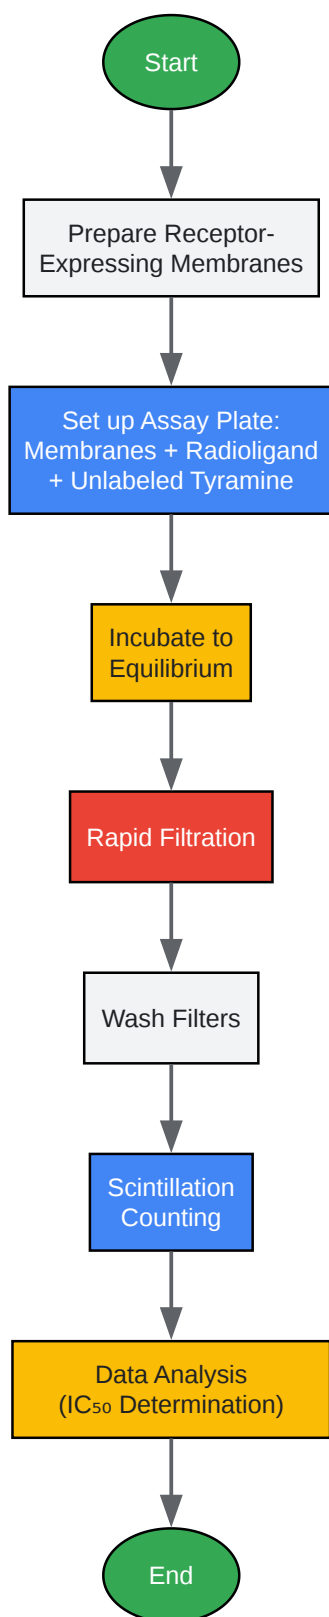 Start
Prepare Receptor-
Expressing Membranes
Set up Assay Plate:
Membranes + Radioligand
+ Unlabeled Tyramine
Incubate to
Equilibrium
Rapid Filtration
Wash Filters
Scintillation
Counting
Data Analysis
(IC₅₀ Determination)
End